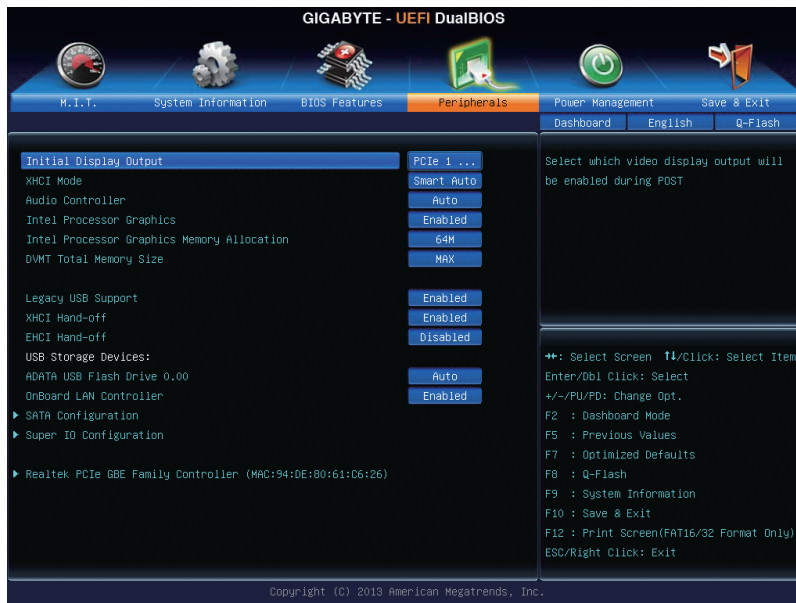 GIGABYTE - UEFI DualBIOS
M.I.T.
System Information
BIOS Features
Peripherals
Power Management
Save & Exit
Dashboard
English
Q-Flash
Initial Display Output PCIe 1 ...
XHCI Mode Smart Auto
Audio Controller Auto
Intel Processor Graphics Enabled
Intel Processor Graphics Memory Allocation 64M
DVMT Total Memory Size MAX
Legacy USB Support Enabled
XHCI Hand-off Enabled
EHCI Hand-off Disabled
USB Storage Devices:
ADATA USB Flash Drive 0.00 Auto
OnBoard LAN Controller Enabled
SATA Configuration
Super IO Configuration
Realtek PCIe GBE Family Controller (MAC:94:DE:80:61:C6:26)
Select which video display output will
be enabled during POST
→←: Select Screen ↑↓/Click: Select Item
Enter/Dbl Click: Select
+/-/PU/PD: Change Opt.
F2 : Dashboard Mode
F5 : Previous Values
F7 : Optimized Defaults
F8 : Q-Flash
F9 : System Information
F10 : Save & Exit
F12 : Print Screen(FAT16/32 Format Only)
ESC/Right Click: Exit
Copyright (C) 2013 American Megatrends, Inc.